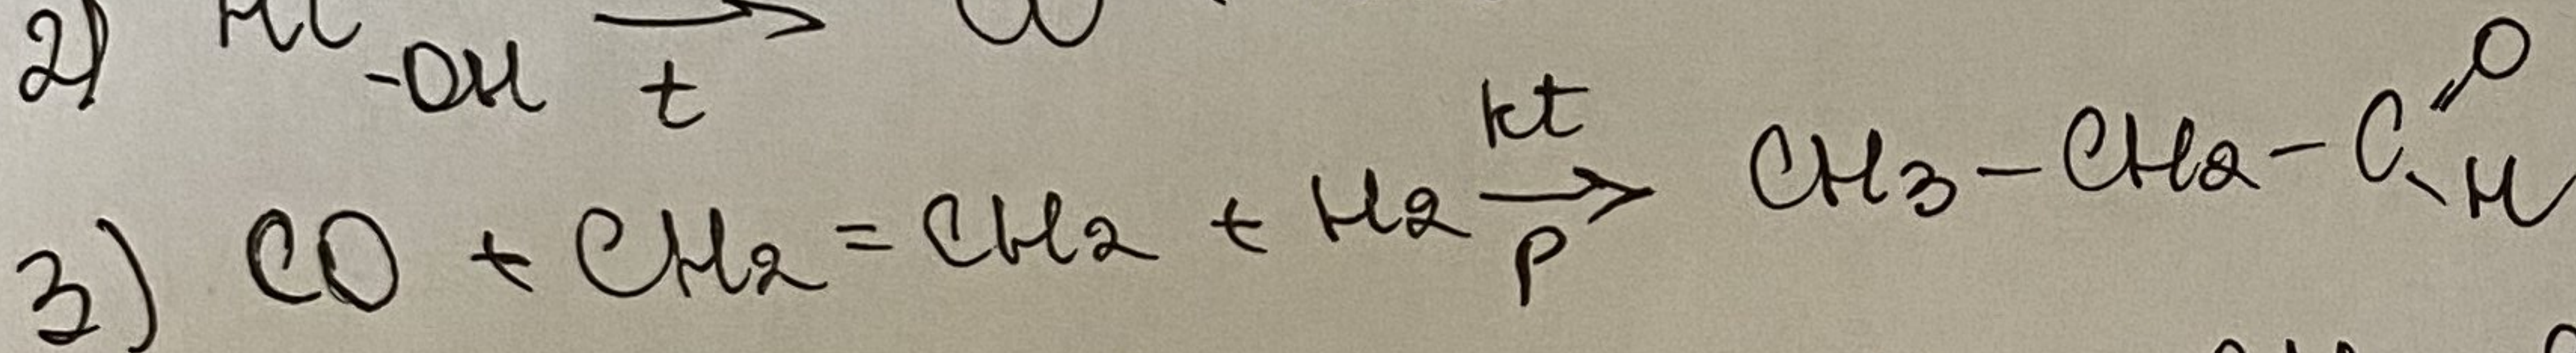 2) -OH → t
3) CO + CH2 = CH2 + H2 kt → p CH3 - CH2 - C =O -H